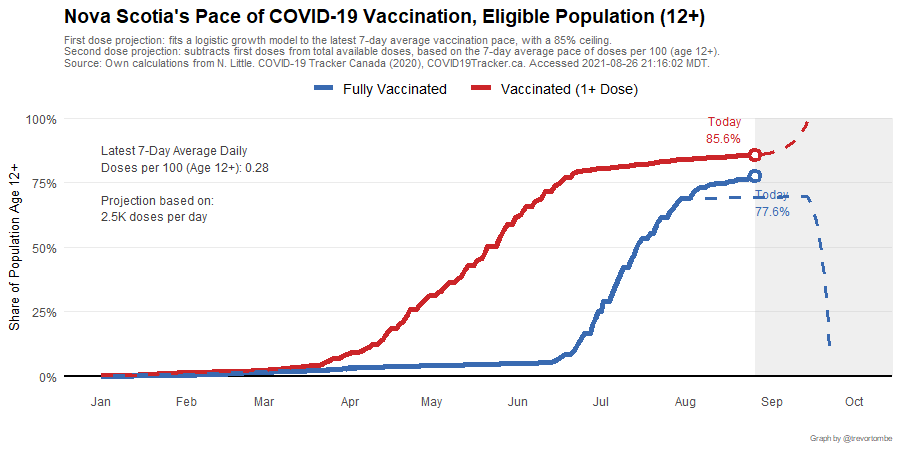 Nova Scotia's Pace of COVID-19 Vaccination, Eligible Population (12+)
First dose projection: fits a logistic growth model to the latest 7-day average vaccination pace, with a 85% ceiling.
Second dose projection: subtracts first doses from total available doses, based on the 7-day average pace of doses per 100 (age 12+).
Source: Own calculations from N. Little. COVID-19 Tracker Canada (2020), COVID19Tracker.ca. Accessed 2021-08-26 21:16:02 MDT.
Fully Vaccinated Vaccinated (1+ Dose)
100%
75%
50%
25%
0%
Share of Population Age 12+
Latest 7-Day Average Daily
Doses per 100 (Age 12+): 0.28
Projection based on:
2.5K doses per day
Today
85.6%
Today
77.6%
Jan Feb Mar Apr May Jun Jul Aug Sep Oct
Graph by @trevortombe